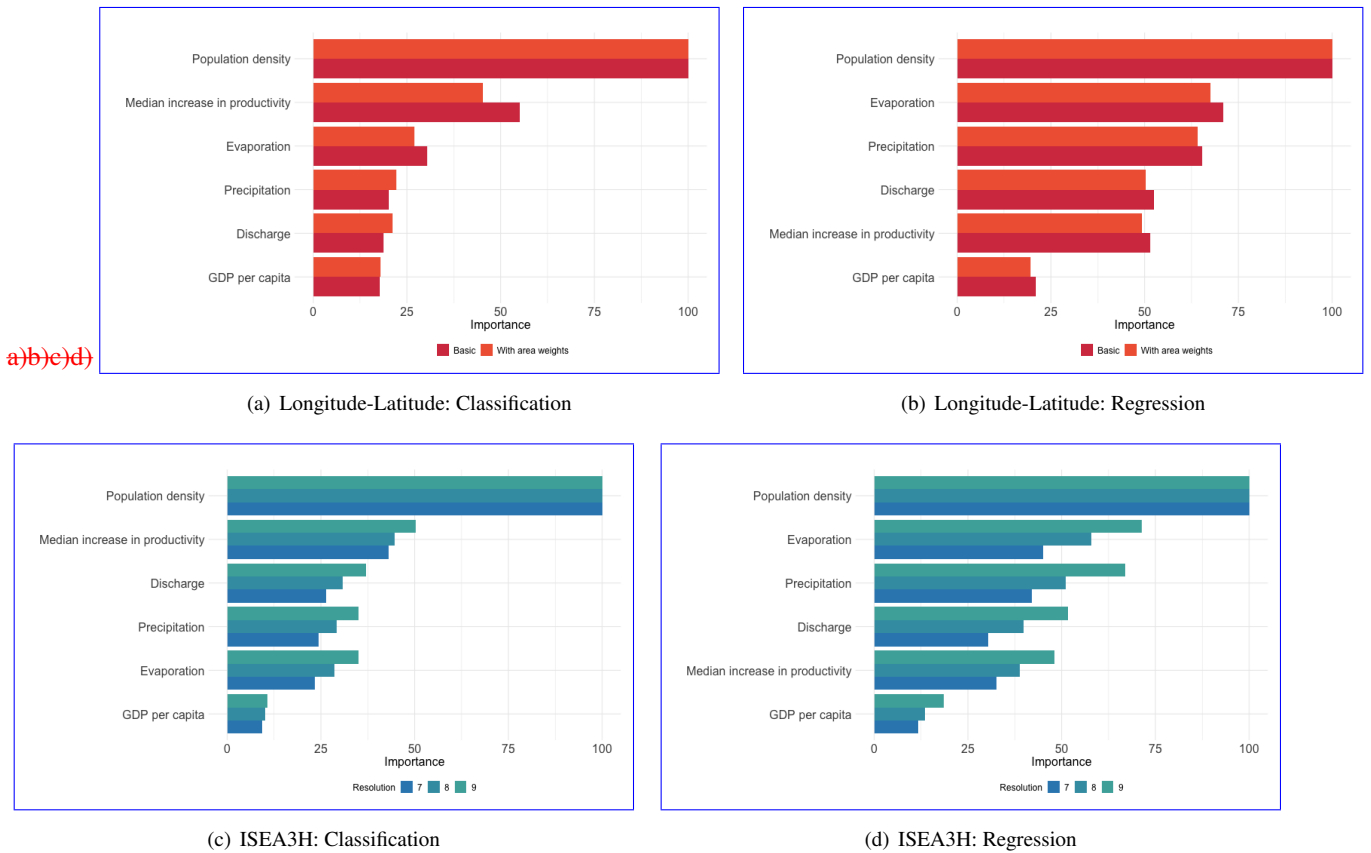 Population density
Median increase in productivity
Evaporation
Precipitation
Discharge
GDP per capita
0 25 50 75 100
Importance
Basic With area weights
a)b)c)d)
(a) Longitude-Latitude: Classification
Population density
Evaporation
Precipitation
Discharge
Median increase in productivity
GDP per capita
0 25 50 75 100
Importance
Basic With area weights
(b) Longitude-Latitude: Regression
Population density
Median increase in productivity
Discharge
Precipitation
Evaporation
GDP per capita
0 25 50 75 100
Importance
Resolution 7 8 9
(c) ISEA3H: Classification
Population density
Evaporation
Precipitation
Discharge
Median increase in productivity
GDP per capita
0 25 50 75 100
Importance
Resolution 7 8 9
(d) ISEA3H: Regression